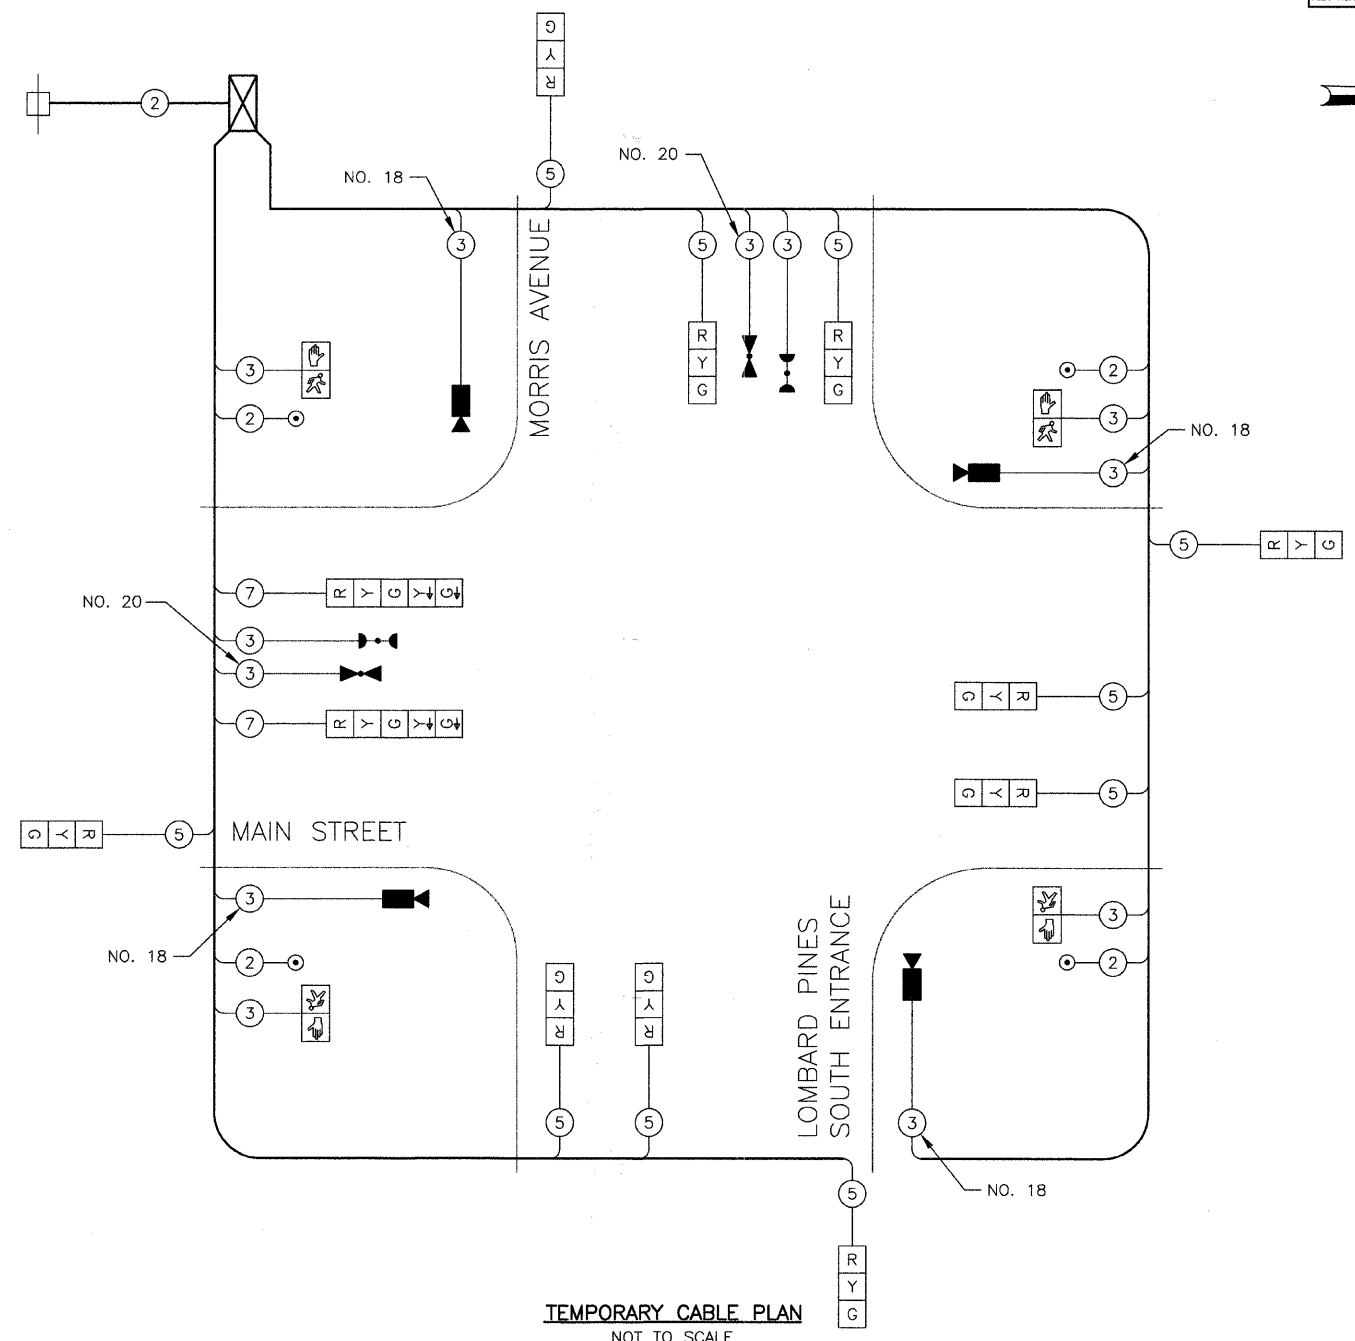 G
Y
R
2
5
NO. 18
NO. 20
3
5
3
3
5
MORRIS AVENUE
R
Y
G
R
Y
G
3
2
2
3
3
NO. 18
5
R Y G
7
R Y G Y G
NO. 20
3
3
7
R Y G Y G
G Y R
5
G Y R
5
G Y R
5
MAIN STREET
3
NO. 18
2
3
3
2
G
Y
R
G
Y
R
5
5
LOMBARD PINES
SOUTH ENTRANCE
3
NO. 18
5
R
Y
G
TEMPORARY CABLE PLAN
NOT TO SCALE